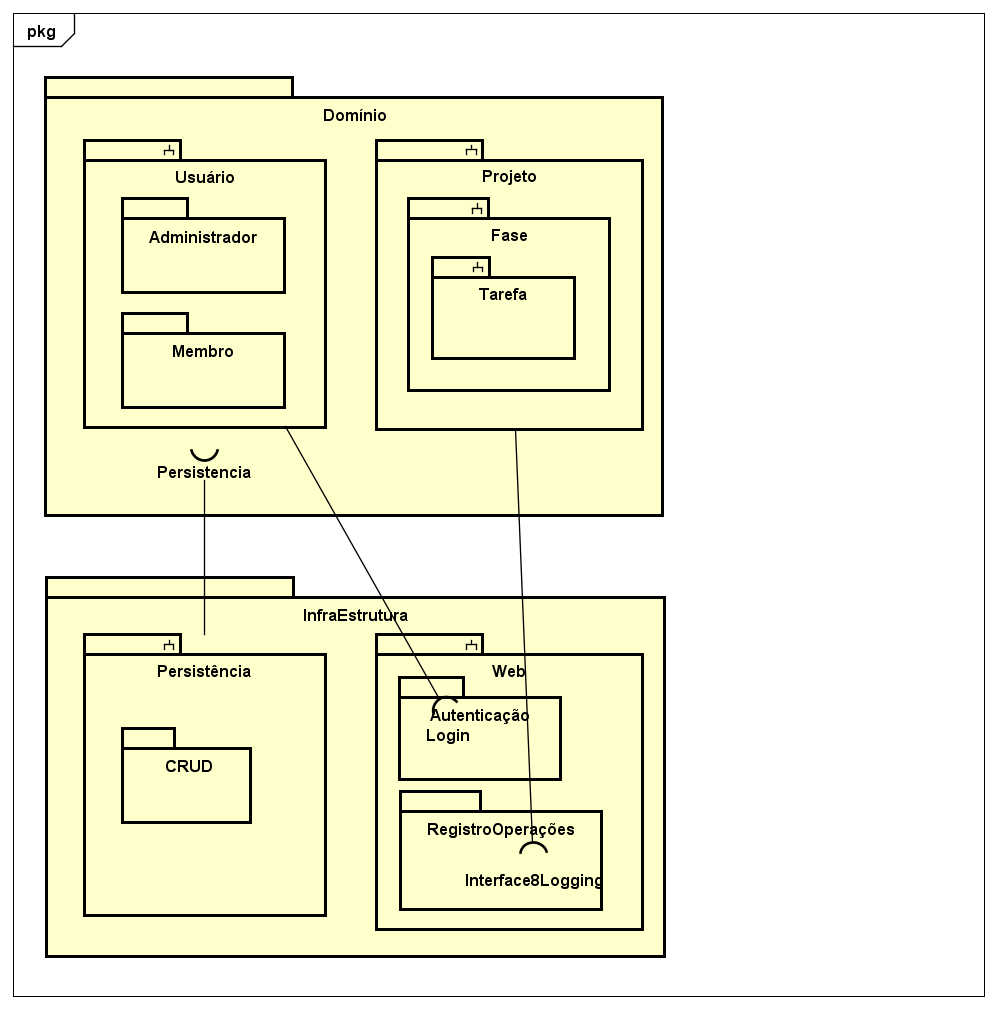 pkg
Domínio
Usuário
Projeto
Administrador
Fase
Tarefa
Membro
Persistencia
InfraEstrutura
Persistência
Web
Autenticação
Login
CRUD
RegistroOperações
Interface8Logging